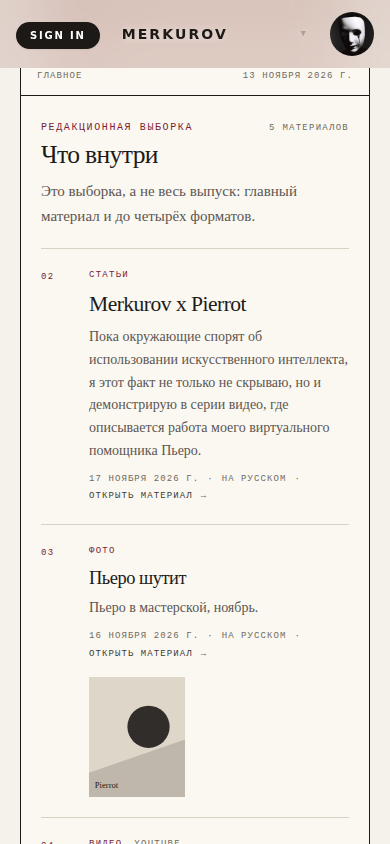 SIGN IN
MERKUROV
ГЛАВНОЕ
13 НОЯБРЯ 2026 Г.
РЕДАКЦИОННАЯ ВЫБОРКА
5 МАТЕРИАЛОВ
Что внутри
Это выборка, а не весь выпуск: главный
материал и до четырёх форматов.
02
СТАТЬИ
Merkurov x Pierrot
Пока окружающие спорят об
использовании искусственного интеллекта,
я этот факт не только не скрываю, но и
демонстрирую в серии видео, где
описывается работа моего виртуального
помощника Пьеро.
17 НОЯБРЯ 2026 Г. · НА РУССКОМ ·
ОТКРЫТЬ МАТЕРИАЛ →
03
ФОТО
Пьеро шутит
Пьеро в мастерской, ноябрь.
16 НОЯБРЯ 2026 Г. · НА РУССКОМ ·
ОТКРЫТЬ МАТЕРИАЛ →
Pierrot
04
ВИДЕО YOUTUBE